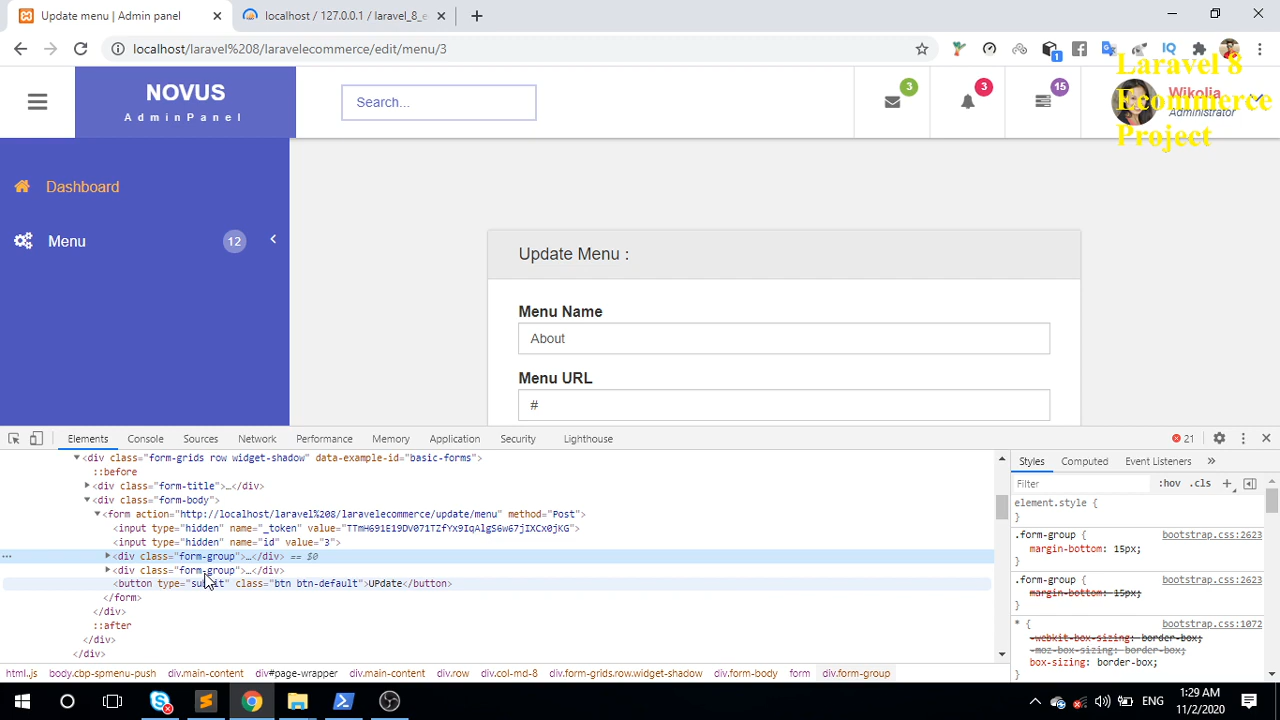 Update menu | Admin panel
localhost / 127.0.0.1 / laravel_8_e
localhost/laravel%208/laravelecommerce/edit/menu/3
IQ
1
NOVUS
AdminPanel
Search...
3
3
15
Wikolia
Administrator
Laravel 8
Ecommerce
Project
Dashboard
Menu
12
Update Menu :
Menu Name
About
Menu URL
#
Elements
Console
Sources
Network
Performance
Memory
Application
Security
Lighthouse
21
<div class="form-grids row widget-shadow" data-example-id="basic-forms">
::before
<div class="form-title">…</div>
<div class="form-body">
<form action="http://localhost/laravel%208/laravelecommerce/update/menu" method="Post">
<input type="hidden" name="_token" value="TTmH691E19DV071TZfYx9IqAlgS6w67jIXCx0jKG">
<input type="hidden" name="id" value="3">
<div class="form-group">…</div> == $0
<div class="form-group">…</div>
<button type="submit" class="btn btn-default">UPdate</button>
</form>
</div>
::after
</div>
</div>
Styles
Computed
Event Listeners
Filter
:hov
.cls
element.style {
}
.form-group {
bootstrap.css:2623
margin-bottom: 15px;
}
.form-group {
bootstrap.css:2623
margin-bottom: 15px;
}
* {
bootstrap.css:1072
-webkit-box-sizing: border-box;
-moz-box-sizing: border-box;
box-sizing: border-box;
}
html.js
body.cbp-spmenu-push
div.main-content
div#page-wrapper
div.main-content
div.row
div.col-md-8
div.form-grids.row.widget-shadow
div.form-body
form
div.form-group
ENG
1:29 AM
11/2/2020